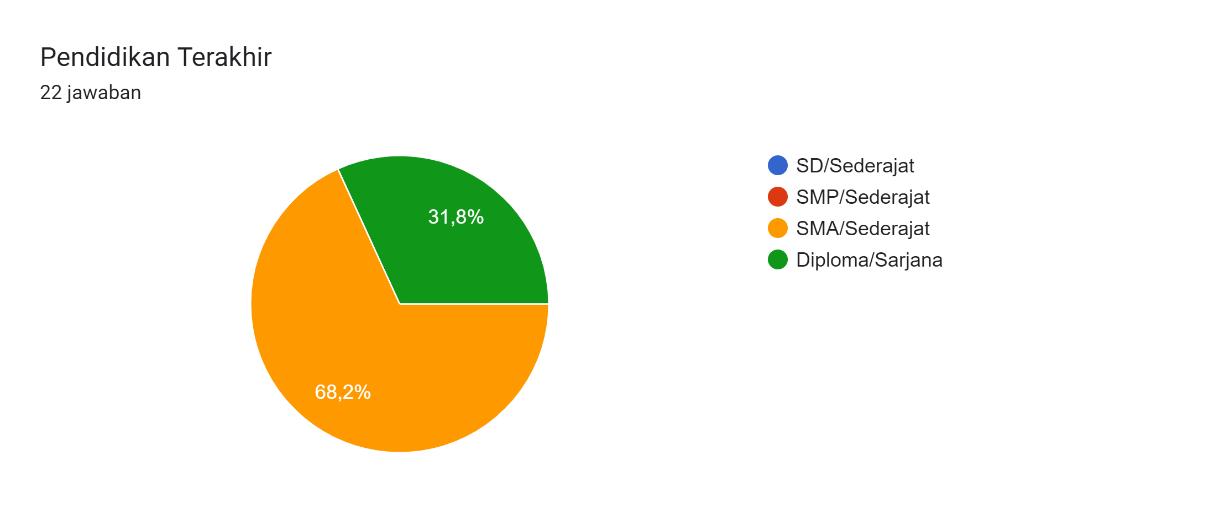 Pendidikan Terakhir
22 jawaban
31,8%
68,2%
SD/Sederajat
SMP/Sederajat
SMA/Sederajat
Diploma/Sarjana